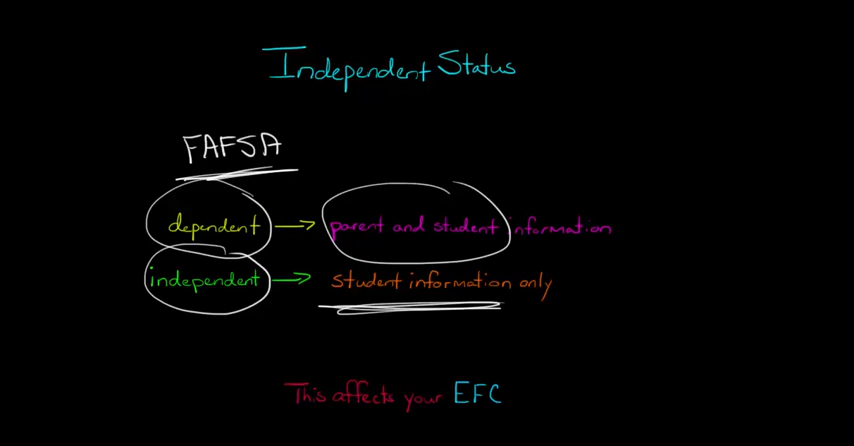 Independent Status
FAFSA
dependent → parent and student information
independent → student information only
This affects your EFC